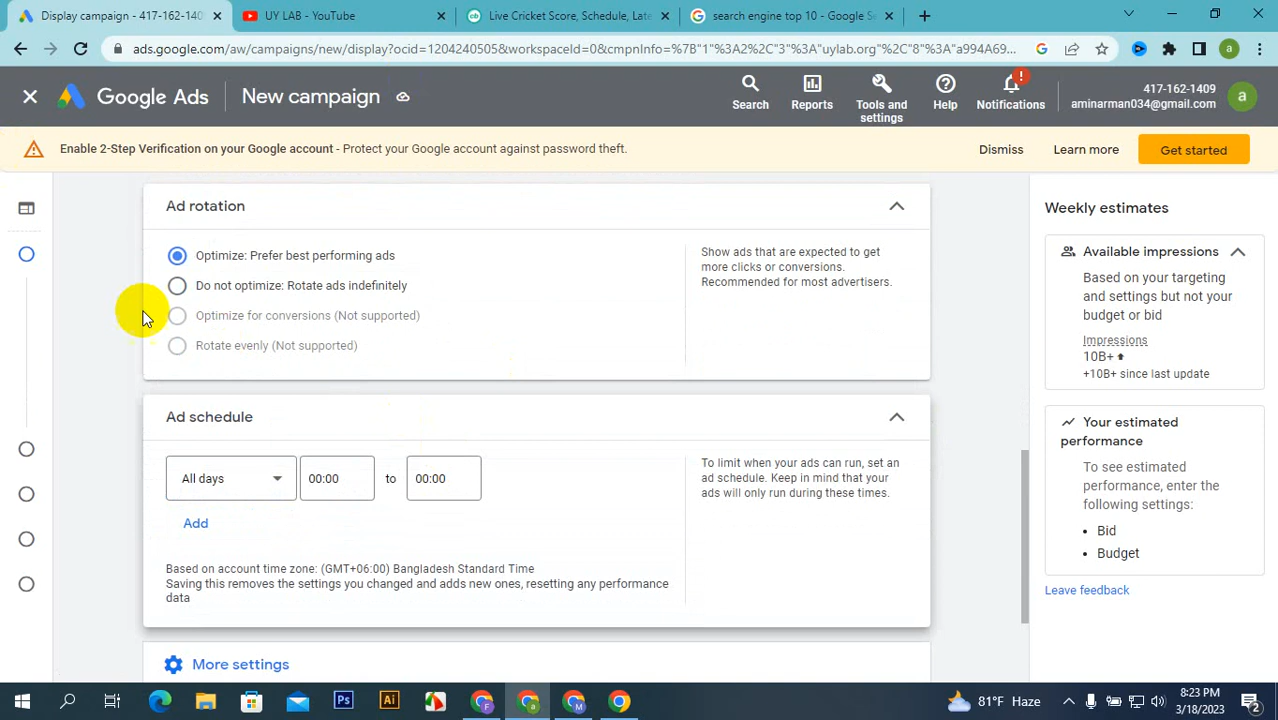 Display campaign - 417-162-140
UY LAB - YouTube
Live Cricket Score, Schedule, Late
search engine top 10 - Google Se
ads.google.com/aw/campaigns/new/display?ocid=1204240505&workspaceId=0&cmpnInfo=%7B"1"%3A2%2C"3"%3A"uylab.org"%2C"8"%3A"a994A69...
Google Ads
New campaign
Search
Reports
Tools and
settings
Help
Notifications
417-162-1409
aminarman034@gmail.com
a
Enable 2-Step Verification on your Google account - Protect your Google account against password theft.
Dismiss
Learn more
Get started
Ad rotation
Optimize: Prefer best performing ads
Do not optimize: Rotate ads indefinitely
Optimize for conversions (Not supported)
Rotate evenly (Not supported)
Show ads that are expected to get
more clicks or conversions.
Recommended for most advertisers.
Ad schedule
All days
00:00
to
00:00
Add
To limit when your ads can run, set an
ad schedule. Keep in mind that your
ads will only run during these times.
Based on account time zone: (GMT+06:00) Bangladesh Standard Time
Saving this removes the settings you changed and adds new ones, resetting any performance
data
More settings
Weekly estimates
Available impressions
Based on your targeting
and settings but not your
budget or bid
Impressions
10B+
+10B+ since last update
Your estimated
performance
To see estimated
performance, enter the
following settings:
• Bid
• Budget
Leave feedback
81°F Haze
8:23 PM
3/18/2023
2